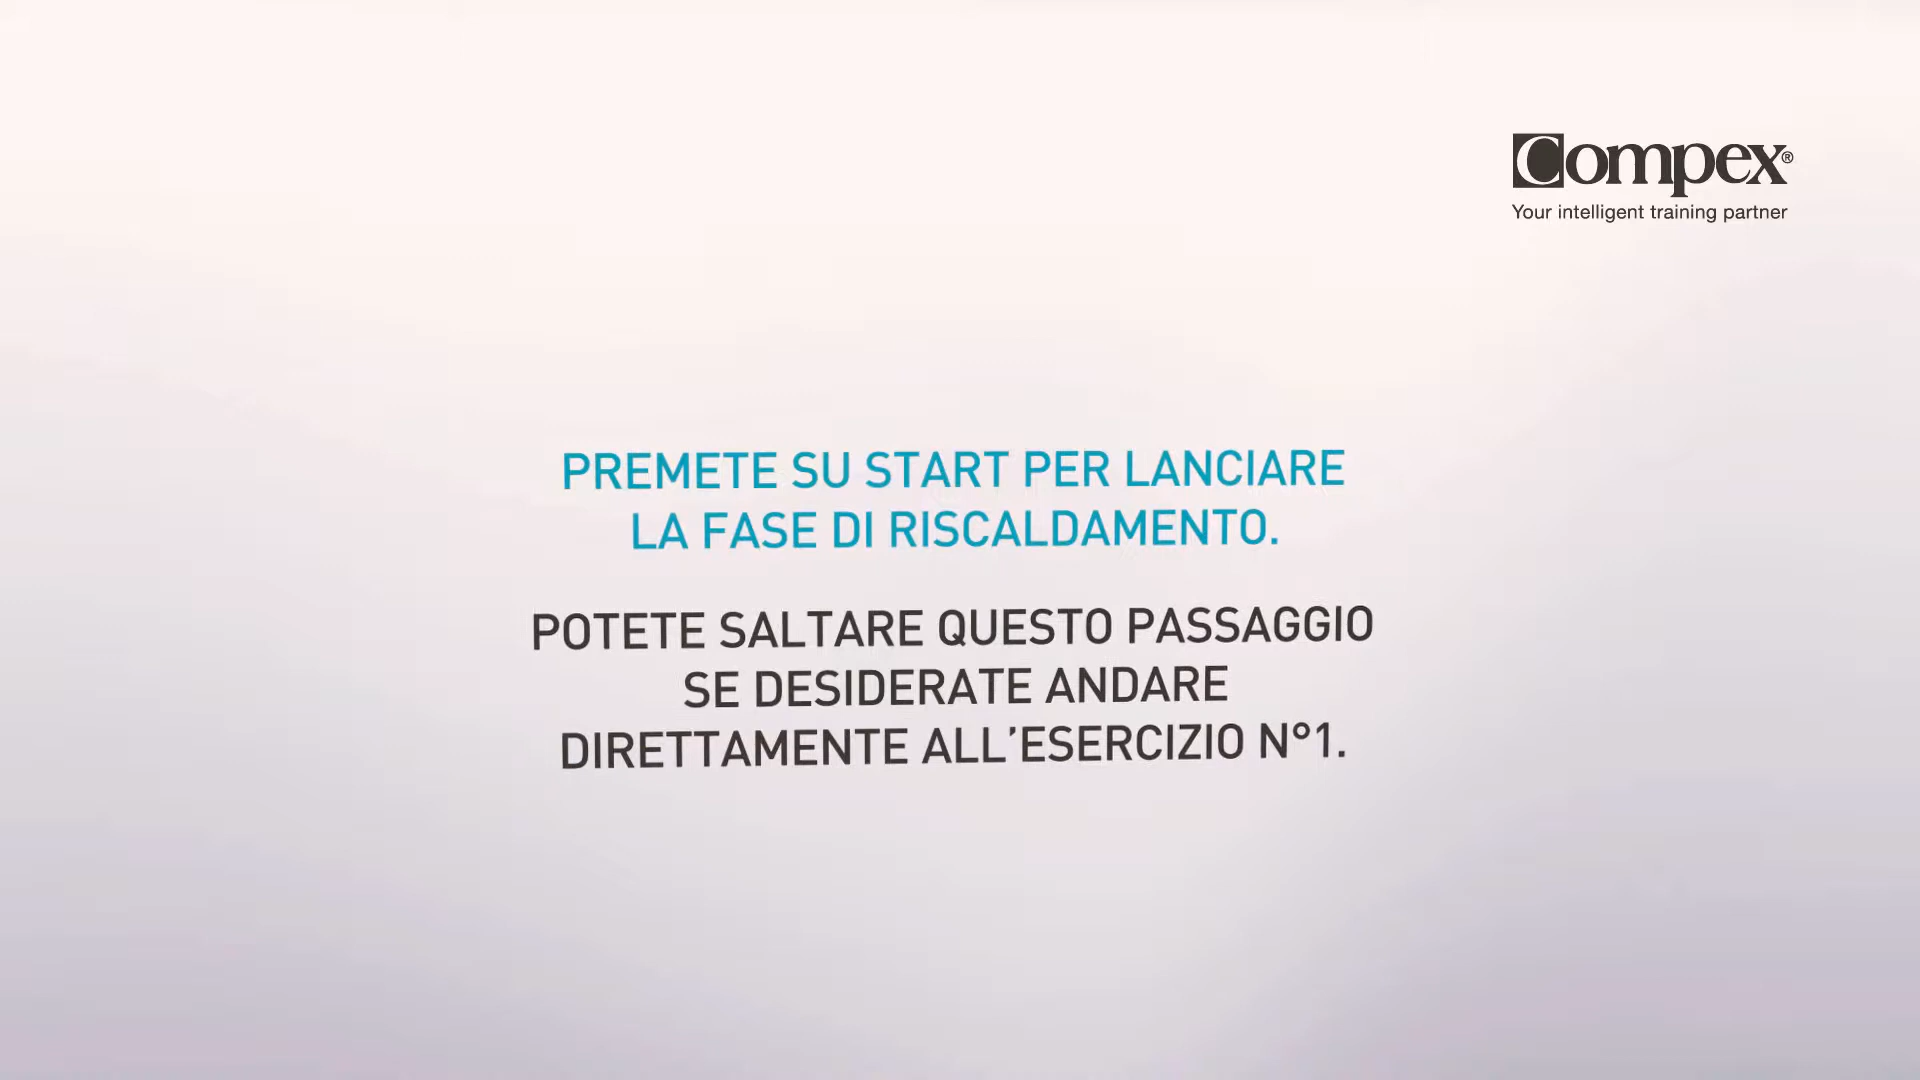 Compex®
Your intelligent training partner
PREMETE SU START PER LANCIARE
LA FASE DI RISCALDAMENTO.
POTETE SALTARE QUESTO PASSAGGIO
SE DESIDERATE ANDARE
DIRETTAMENTE ALL'ESERCIZIO N°1.